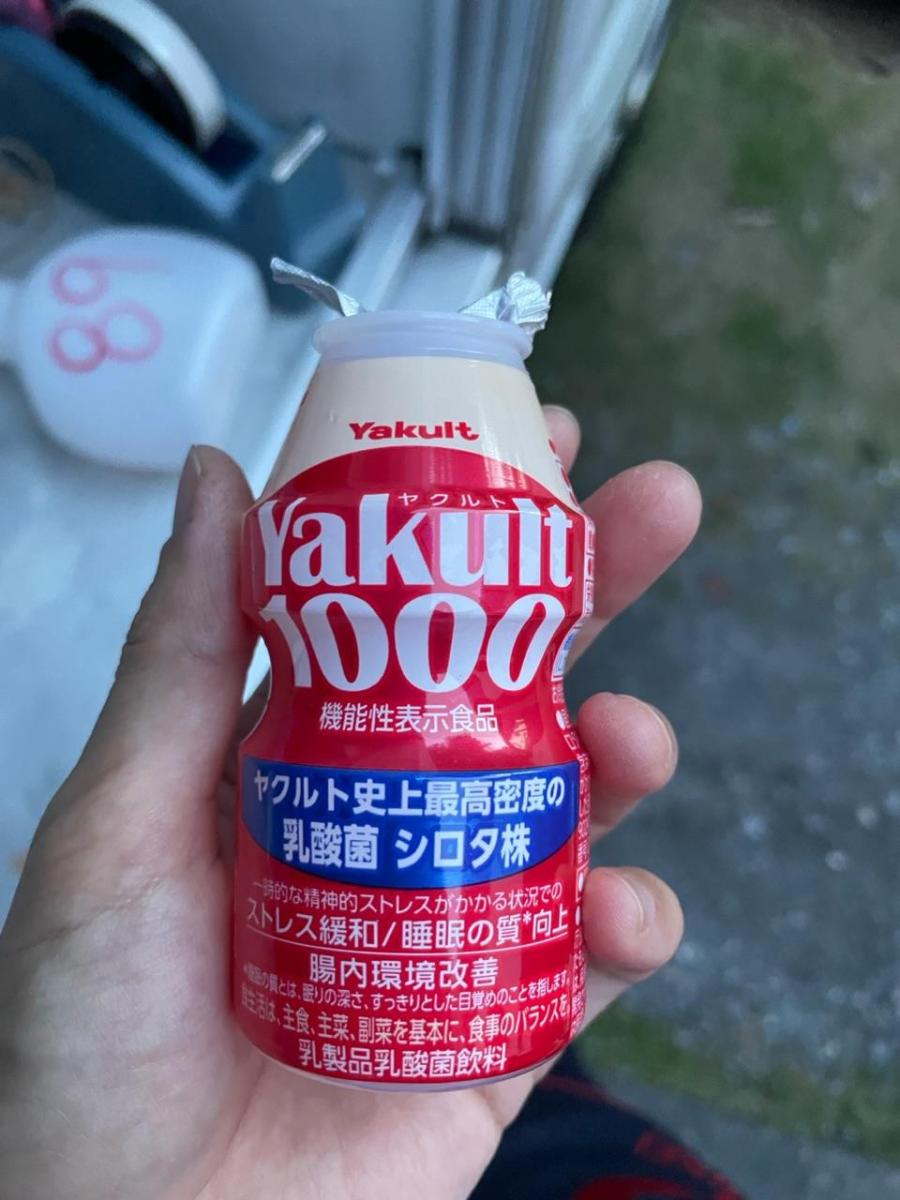 Yakult
ヤクルト
Yakult
1000
機能性表示食品
ヤクルト史上最高密度の
乳酸菌 シロタ株
一時的な精神的ストレスがかかる状況での
ストレス緩和/睡眠の質*向上
腸内環境改善
*睡眠の質とは、眠りの深さ、すっきりとした目覚めのことを指します。
食生活は、主食、主菜、副菜を基本に、食事のバランスを。
乳製品乳酸菌飲料